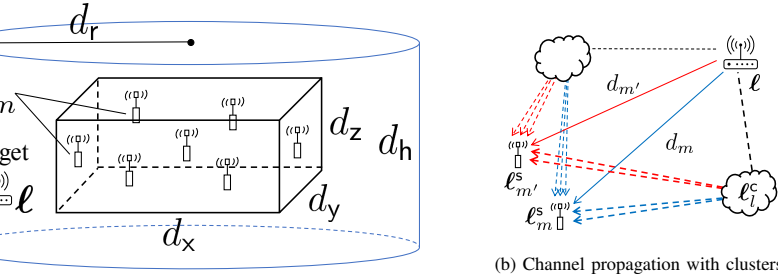 d_r
m
d_z
d_h
get
ℓ
d_y
d_x
d_{m'}
ℓ
d_m
ℓ^s_{m'}
ℓ^c_l
ℓ^s_m
(b) Channel propagation with clusters